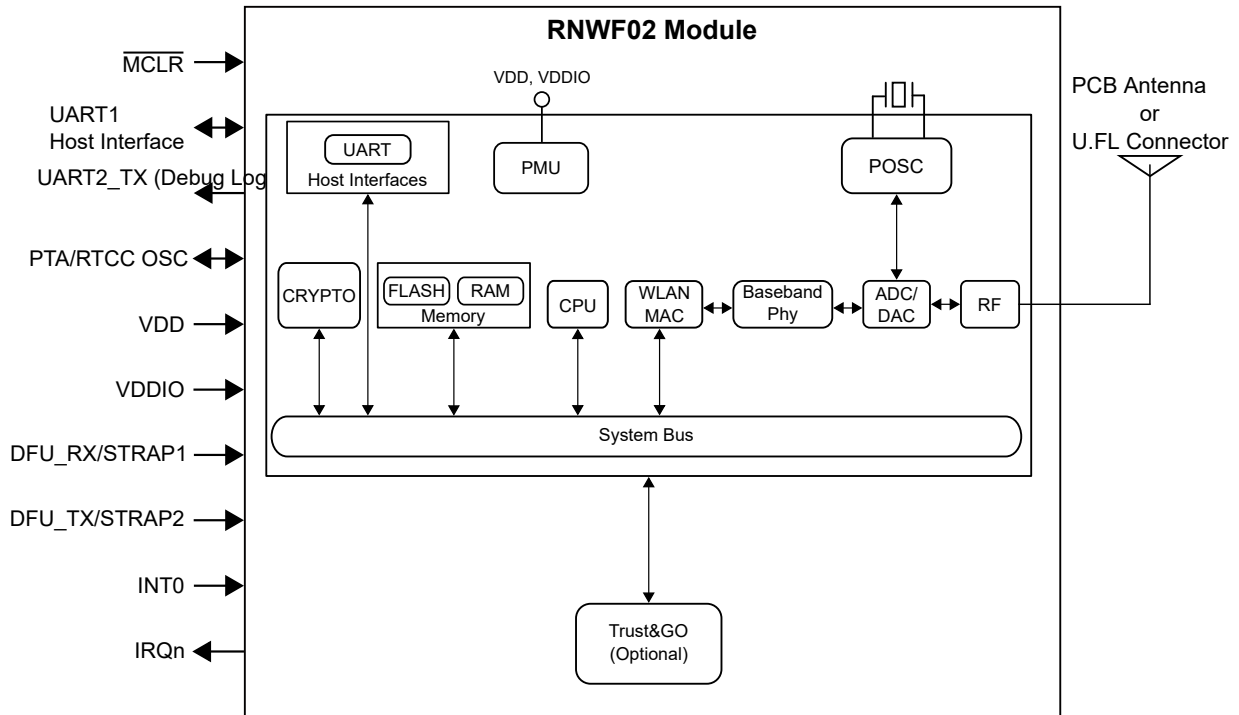 RNWF02 Module
MCLR
UART1
Host Interface
UART2_TX (Debug Log
PTA/RTCC OSC
VDD
VDDIO
DFU_RX/STRAP1
DFU_TX/STRAP2
INT0
IRQn
VDD, VDDIO
UART
Host Interfaces
PMU
POSC
CRYPTO
FLASH
RAM
Memory
CPU
WLAN
MAC
Baseband
Phy
ADC/
DAC
RF
System Bus
Trust&GO
(Optional)
PCB Antenna
or
U.FL Connector